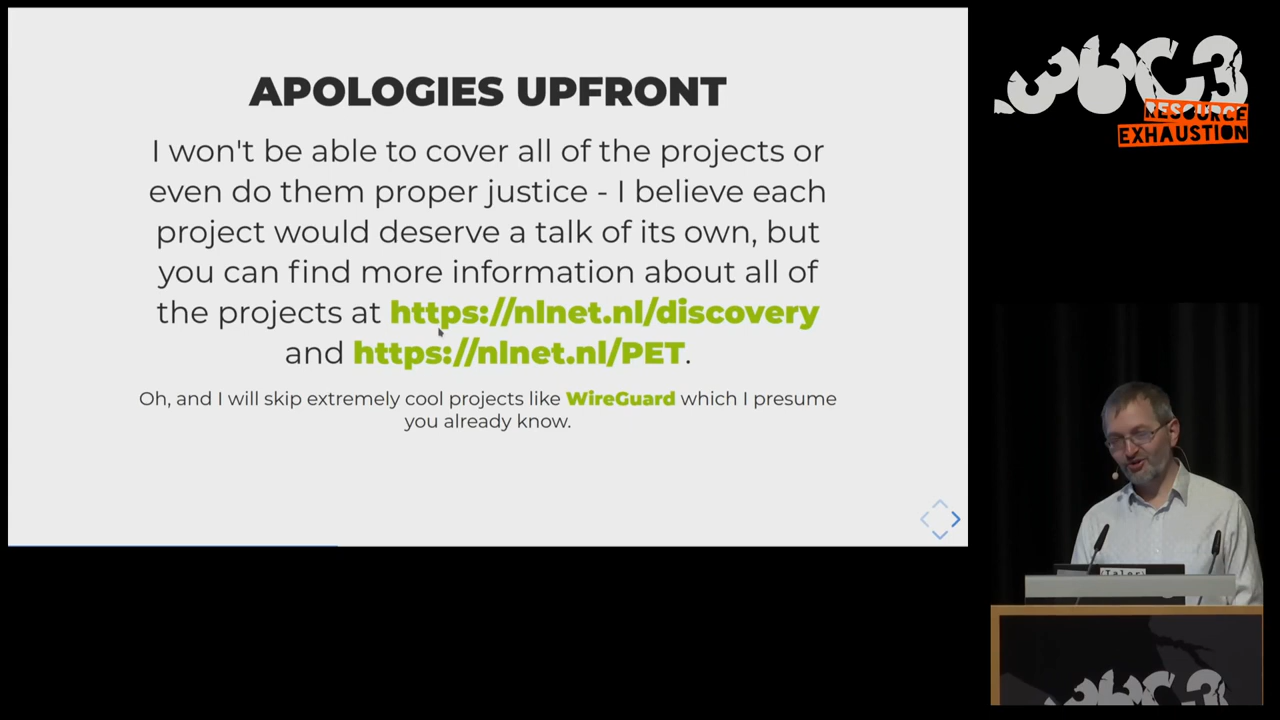 APOLOGIES UPFRONT
I won't be able to cover all of the projects or
even do them proper justice - I believe each
project would deserve a talk of its own, but
you can find more information about all of
the projects at https://nlnet.nl/discovery
and https://nlnet.nl/PET.
Oh, and I will skip extremely cool projects like WireGuard which I presume
you already know.
36C3
RESOURCE
EXHAUSTION
Taler
36C3